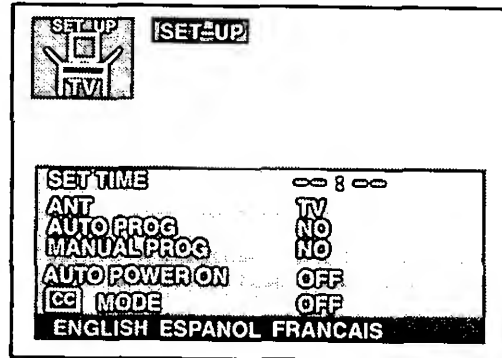 SET-UP
TV
SET-UP
SET TIME -- : --
ANT TV
AUTO PROG NO
MANUAL PROG NO
AUTO POWER ON OFF
CC MODE OFF
ENGLISH ESPANOL FRANCAIS